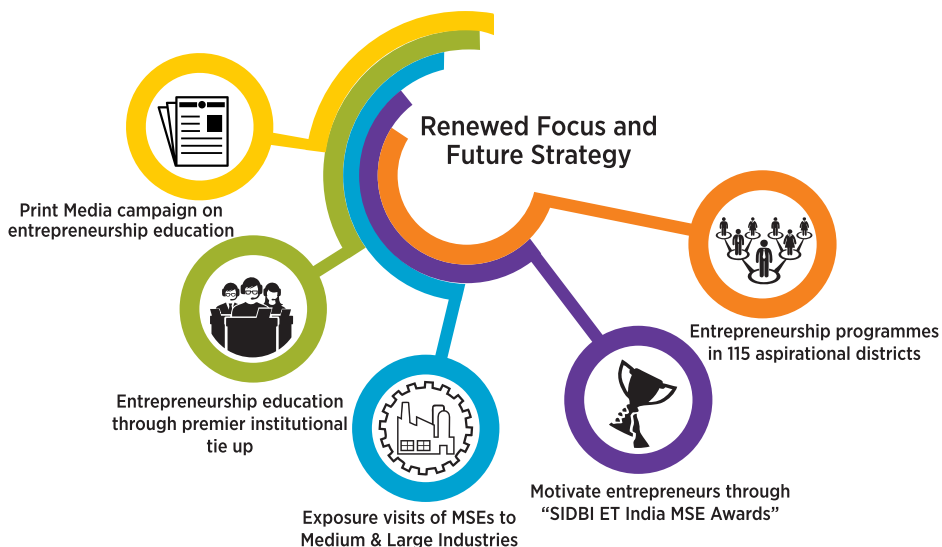 Renewed Focus and
Future Strategy
Print Media campaign on
entrepreneurship education
Entrepreneurship education
through premier institutional
tie up
Exposure visits of MSEs to
Medium & Large Industries
Motivate entrepreneurs through
“SIDBI ET India MSE Awards”
Entrepreneurship programmes
in 115 aspirational districts